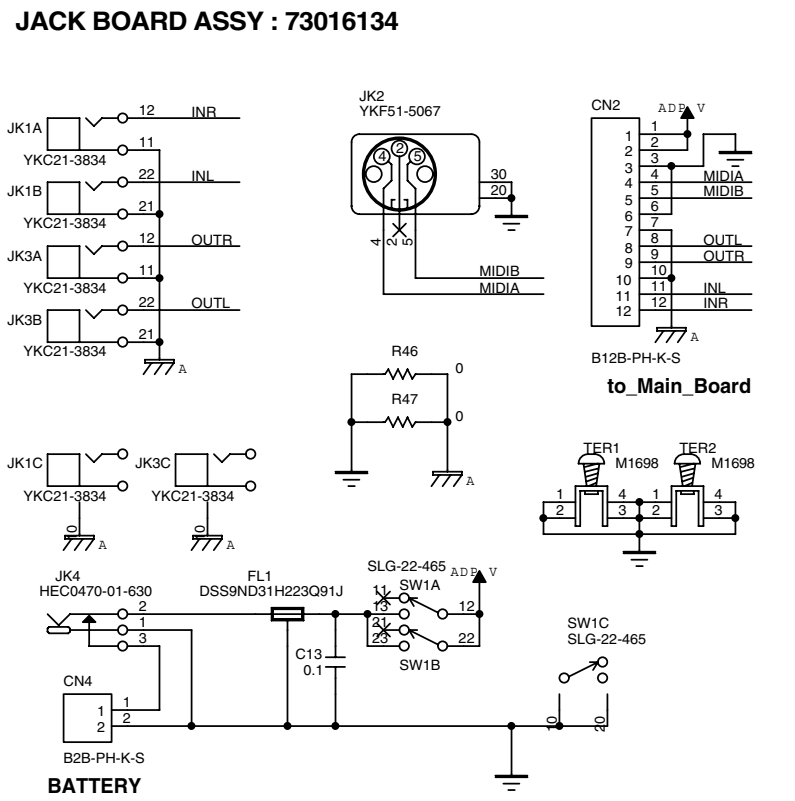 JACK BOARD ASSY : 73016134
JK1A
12
INR
11
YKC21-3834
JK1B
22
INL
21
YKC21-3834
JK3A
12
OUTR
11
YKC21-3834
JK3B
22
OUTL
21
YKC21-3834
A
JK2
YKF51-5067
4
2
5
30
20
4
2
5
MIDIB
MIDIA
CN2
ADP_V
1 1
2 2
3 3
4 4 MIDIA
5 5 MIDIB
6 6
7 7
8 8 OUTL
9 9 OUTR
10 10
11 11 INL
12 12 INR
A
B12B-PH-K-S
to_Main_Board
R46
0
R47
0
A
JK1C
YKC21-3834
0
A
JK3C
YKC21-3834
0
A
TER1
M1698
1 4
2 3
TER2
M1698
1 4
2 3
JK4
HEC0470-01-630
2
1
3
FL1
DSS9ND31H223Q91J
C13
0.1
SLG-22-465
ADP_V
SW1A
11
13
12
21
23
22
SW1B
SW1C
SLG-22-465
10
20
CN4
1 1
2 2
B2B-PH-K-S
BATTERY